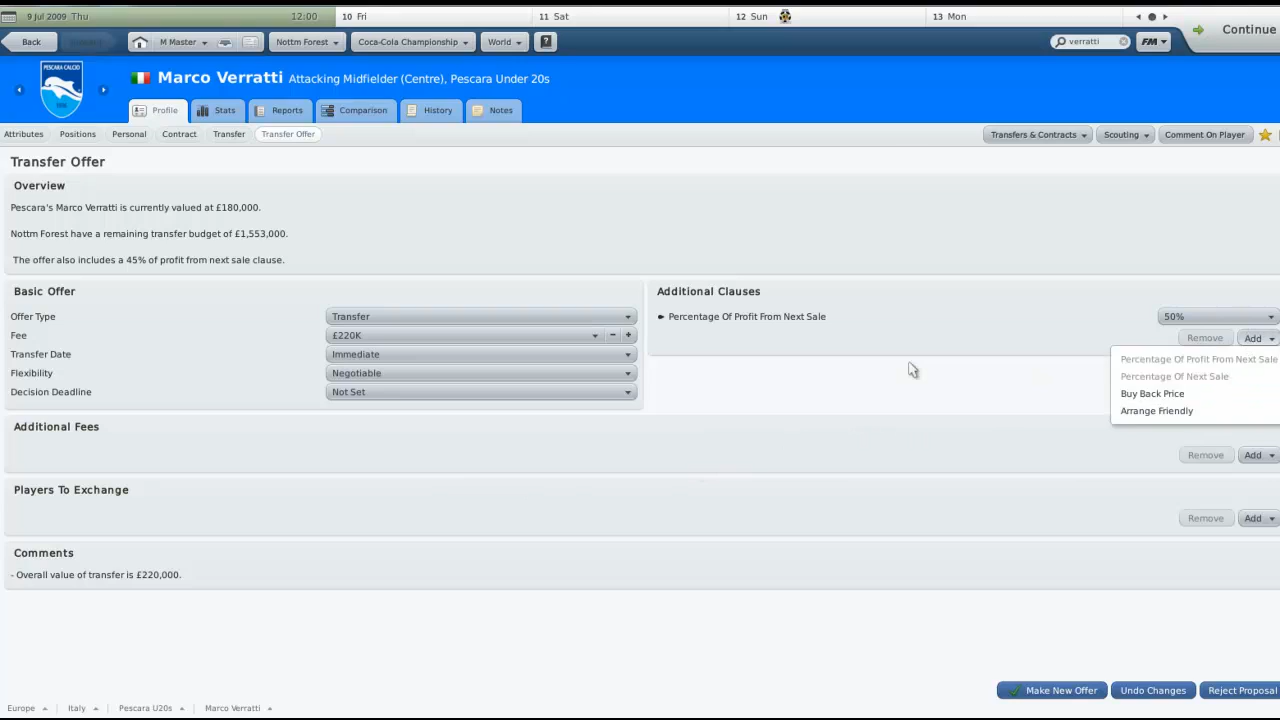 9 Jul 2009 Thu 12:00 10 Fri 11 Sat 12 Sun 13 Mon
Back M Master Nottm Forest Coca-Cola Championship World ? verratti FM Continue
PESCARA CALCIO
Marco Verratti Attacking Midfielder (Centre), Pescara Under 20s
Profile Stats Reports Comparison History Notes
Attributes Positions Personal Contract Transfer Transfer Offer Transfers & Contracts Scouting Comment On Player
Transfer Offer
Overview
Pescara's Marco Verratti is currently valued at £180,000.
Nottm Forest have a remaining transfer budget of £1,553,000.
The offer also includes a 45% of profit from next sale clause.
Basic Offer
Offer Type Transfer
Fee £220K
Transfer Date Immediate
Flexibility Negotiable
Decision Deadline Not Set
Additional Clauses
Percentage Of Profit From Next Sale 50%
Remove Add
Percentage Of Profit From Next Sale
Percentage Of Next Sale
Buy Back Price
Arrange Friendly
Additional Fees
Remove Add
Players To Exchange
Remove Add
Comments
- Overall value of transfer is £220,000.
Make New Offer Undo Changes Reject Proposal
Europe Italy Pescara U20s Marco Verratti